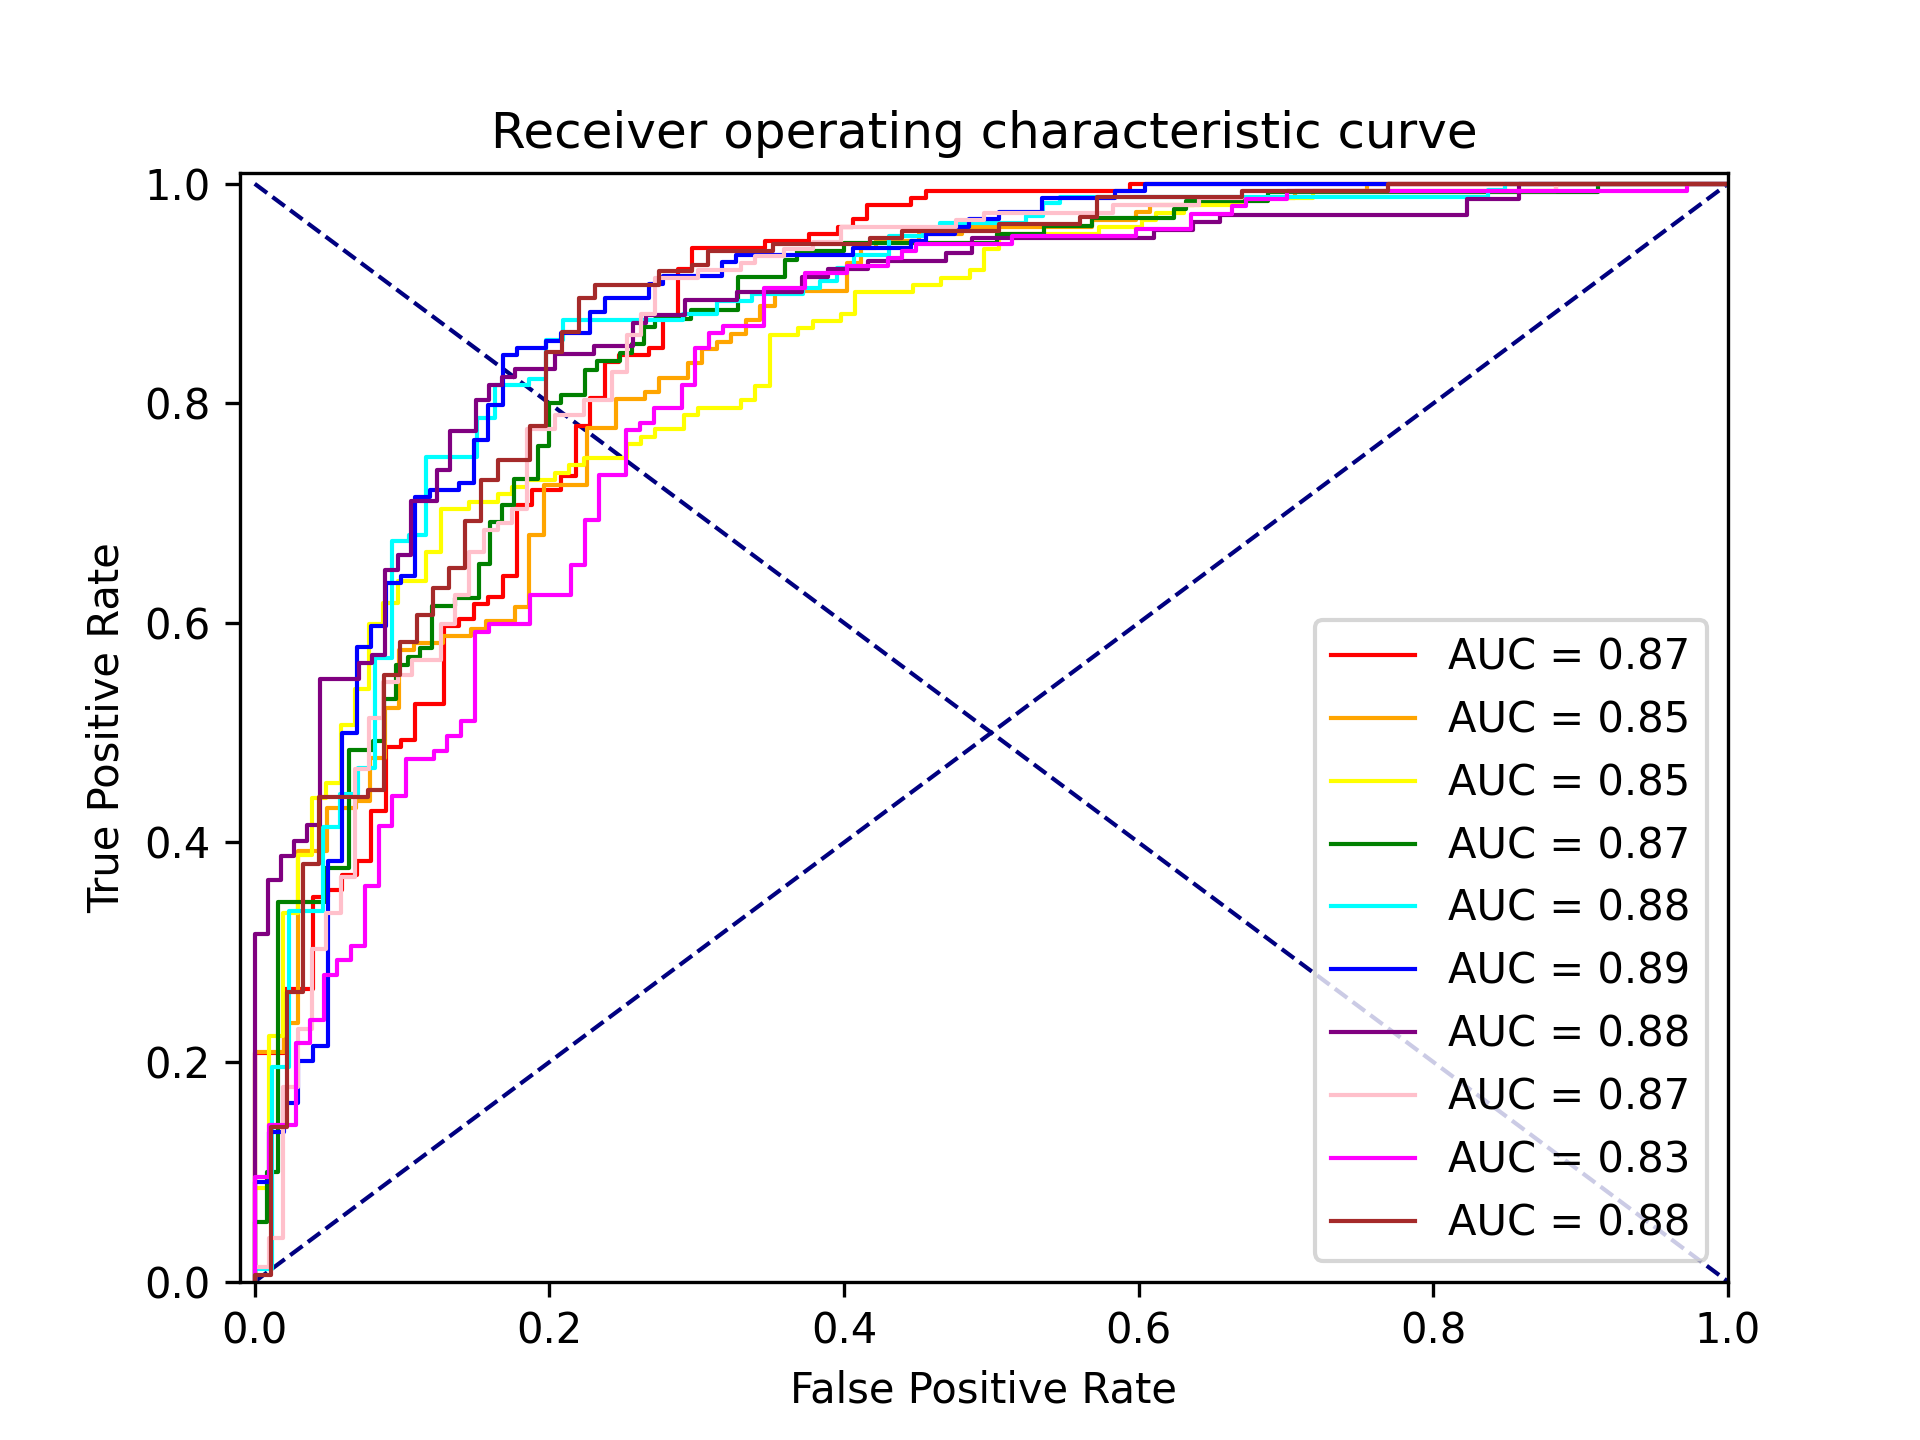 Receiver operating characteristic curve
True Positive Rate
1.0
0.8
0.6
0.4
0.2
0.0
AUC = 0.87
AUC = 0.85
AUC = 0.85
AUC = 0.87
AUC = 0.88
AUC = 0.89
AUC = 0.88
AUC = 0.87
AUC = 0.83
AUC = 0.88
0.0 0.2 0.4 0.6 0.8 1.0
False Positive Rate